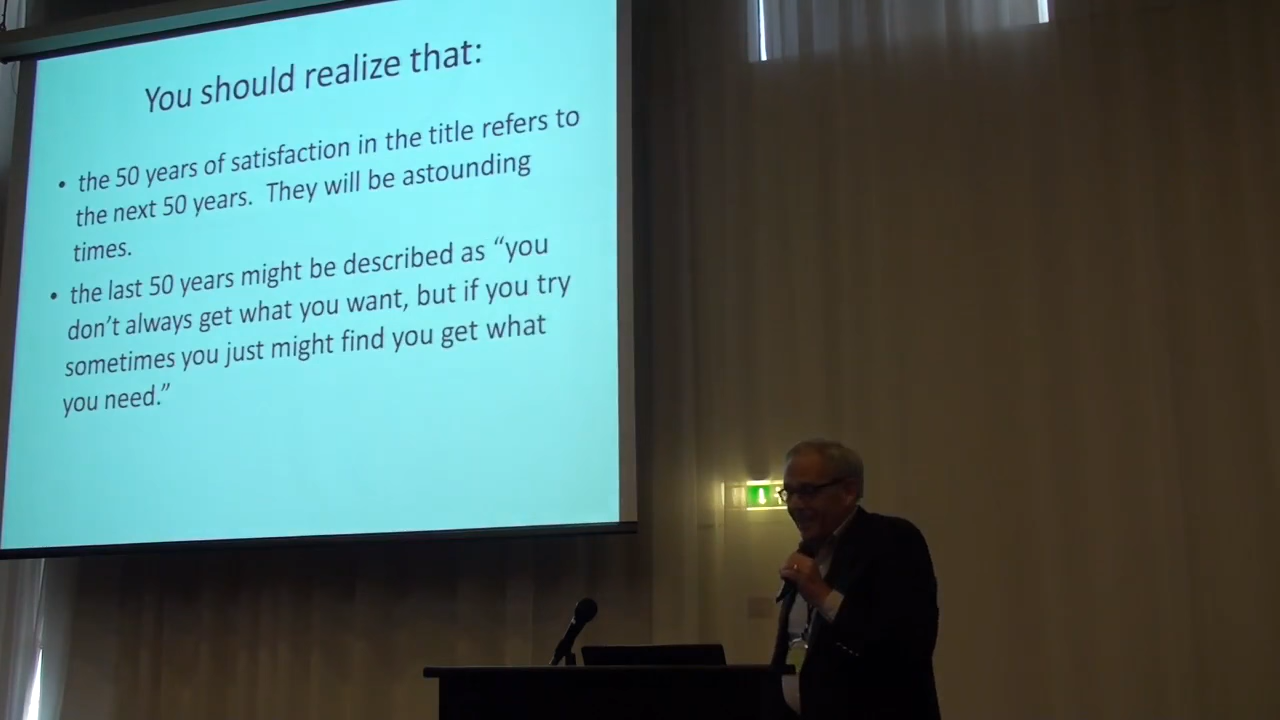 You should realize that:
• the 50 years of satisfaction in the title refers to
the next 50 years. They will be astounding
times.
• the last 50 years might be described as “you
don’t always get what you want, but if you try
sometimes you just might find you get what
you need.”